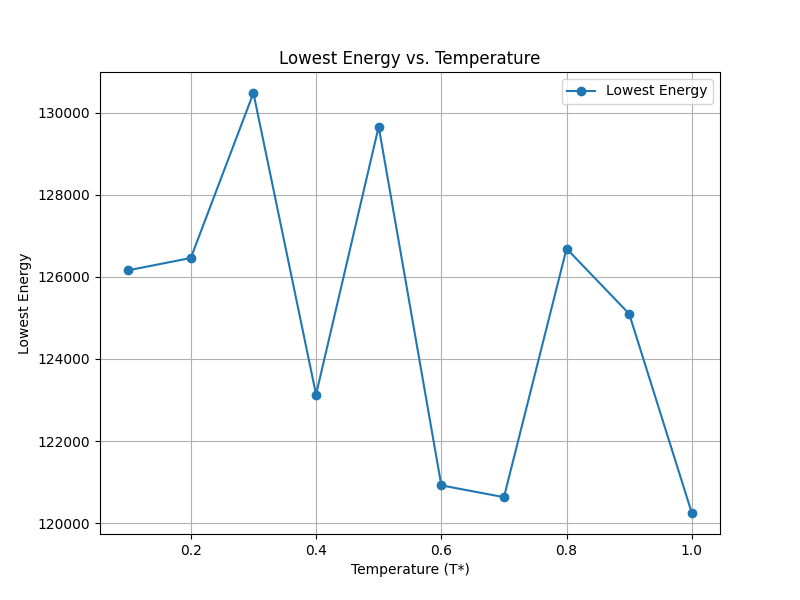 Lowest Energy vs. Temperature
Lowest Energy
130000
128000
126000
124000
122000
120000
Lowest Energy
0.2
0.4
0.6
0.8
1.0
Temperature (T*)